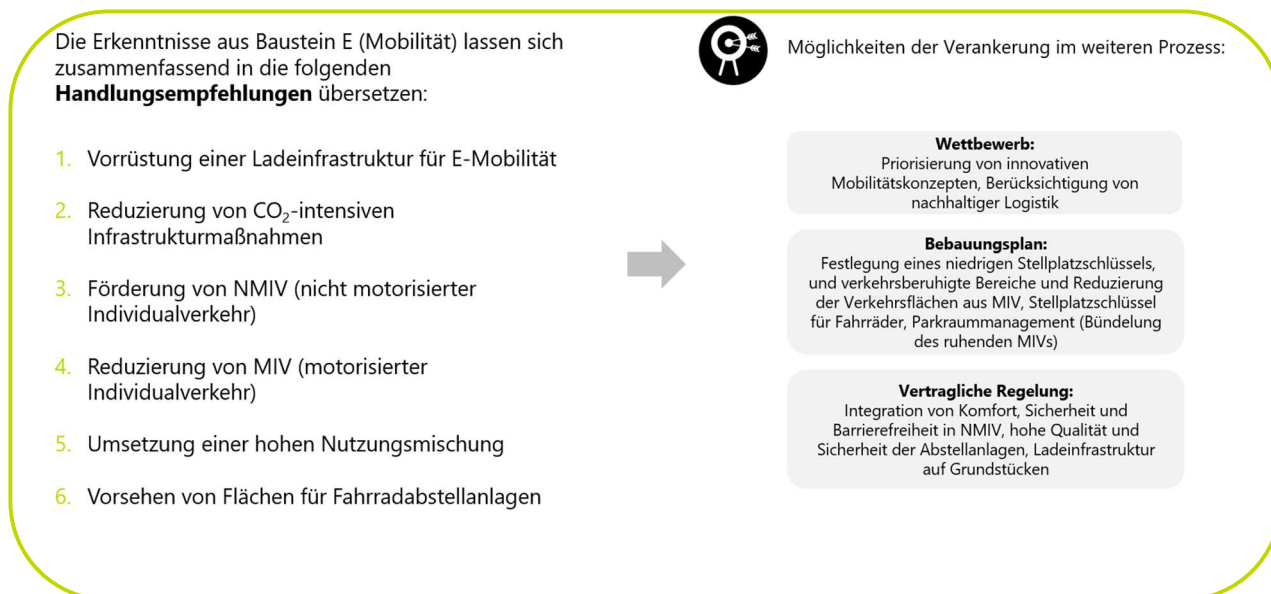 Die Erkenntnisse aus Baustein E (Mobilität) lassen sich
zusammenfassend in die folgenden
Handlungsempfehlungen übersetzen:
1. Vorrüstung einer Ladeinfrastruktur für E-Mobilität
2. Reduzierung von CO₂-intensiven
Infrastrukturmaßnahmen
3. Förderung von NMIV (nicht motorisierter
Individualverkehr)
4. Reduzierung von MIV (motorisierter
Individualverkehr)
5. Umsetzung einer hohen Nutzungsmischung
6. Vorsehen von Flächen für Fahrradabstellanlagen
Möglichkeiten der Verankerung im weiteren Prozess:
Wettbewerb:
Priorisierung von innovativen
Mobilitätskonzepten, Berücksichtigung von
nachhaltiger Logistik
Bebauungsplan:
Festlegung eines niedrigen Stellplatzschlüssels,
und verkehrsberuhigte Bereiche und Reduzierung
der Verkehrsflächen aus MIV, Stellplatzschlüssel
für Fahrräder, Parkraummanagement (Bündelung
des ruhenden MIVs)
Vertragliche Regelung:
Integration von Komfort, Sicherheit und
Barrierefreiheit in NMIV, hohe Qualität und
Sicherheit der Abstellanlagen, Ladeinfrastruktur
auf Grundstücken